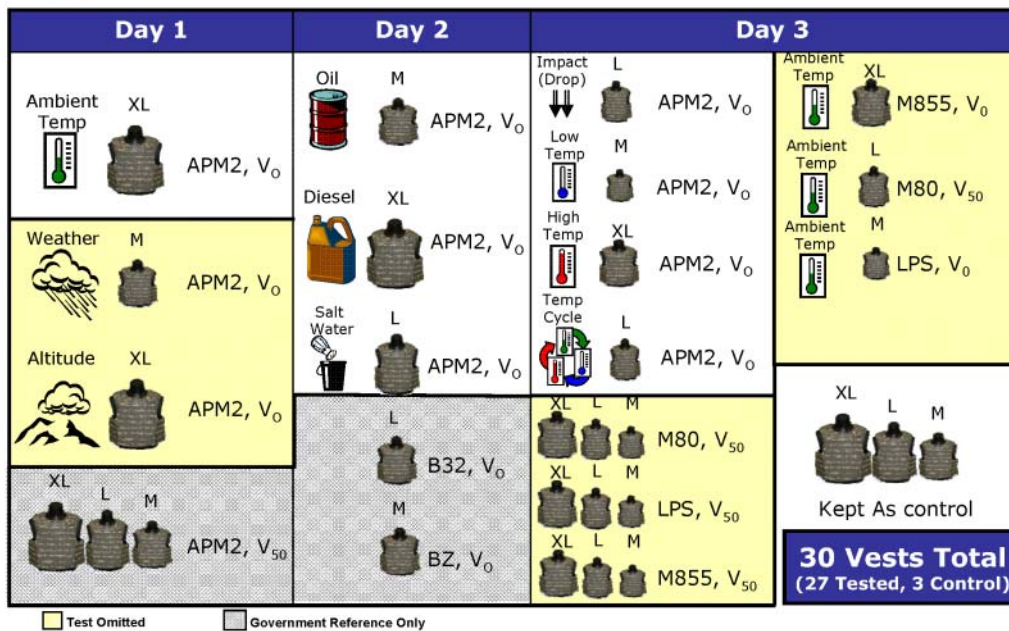 Day 1
Day 2
Day 3
Ambient
Temp
XL
APM2, VO
Weather
M
APM2, VO
Altitude
XL
APM2, VO
XL
L
M
APM2, V50
Oil
M
APM2, VO
Diesel
XL
APM2, VO
Salt
Water
L
APM2, VO
L
B32, VO
M
BZ, VO
Impact
(Drop)
L
APM2, VO
Low
Temp
M
APM2, VO
High
Temp
XL
APM2, VO
Temp
Cycle
L
APM2, VO
XL L M
M80, V50
XL L M
LPS, V50
XL L M
M855, V50
Ambient
Temp
XL
M855, V0
Ambient
Temp
L
M80, V50
Ambient
Temp
M
LPS, V0
XL
L
M
Kept As control
30 Vests Total
(27 Tested, 3 Control)
Test Omitted
Government Reference Only